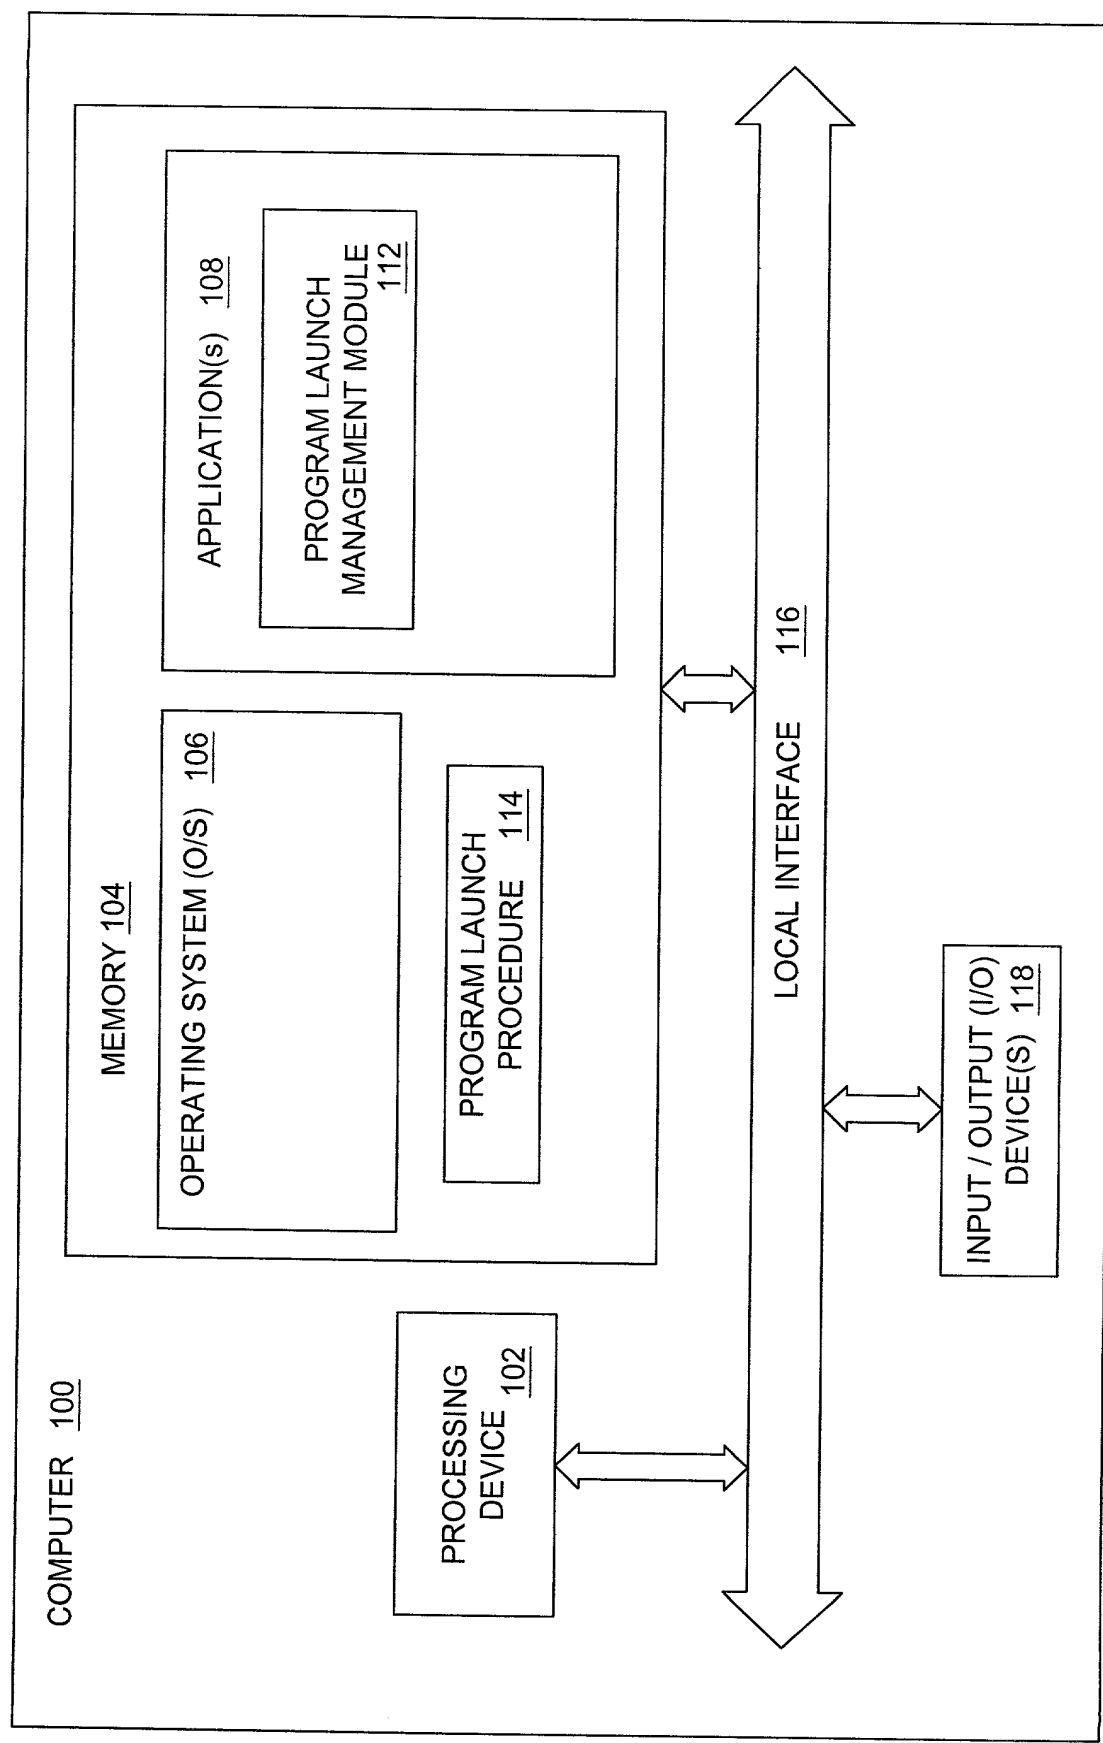 COMPUTER 100
MEMORY 104
OPERATING SYSTEM (O/S) 106
PROGRAM LAUNCH
PROCEDURE 114
APPLICATION(s) 108
PROGRAM LAUNCH
MANAGEMENT MODULE
112
PROCESSING
DEVICE 102
LOCAL INTERFACE 116
INPUT / OUTPUT (I/O)
DEVICE(S) 118